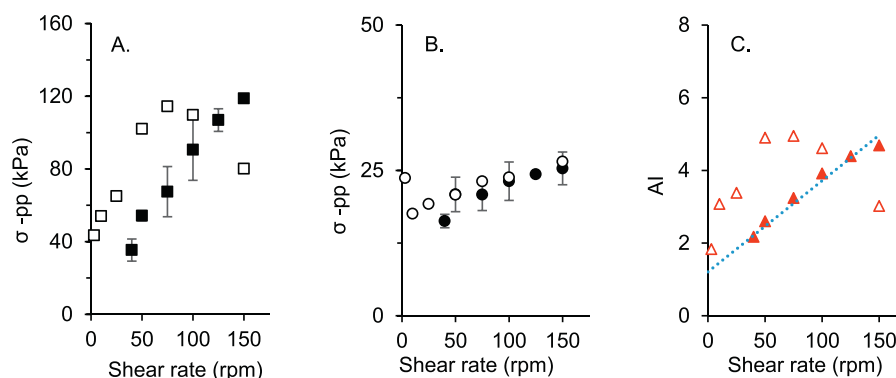 A.
160
120
80
40
0
σ -pp (kPa)
0 50 100 150
Shear rate (rpm)
B.
50
25
0
σ -pp (kPa)
0 50 100 150
Shear rate (rpm)
C.
8
6
4
2
0
AI
0 50 100 150
Shear rate (rpm)